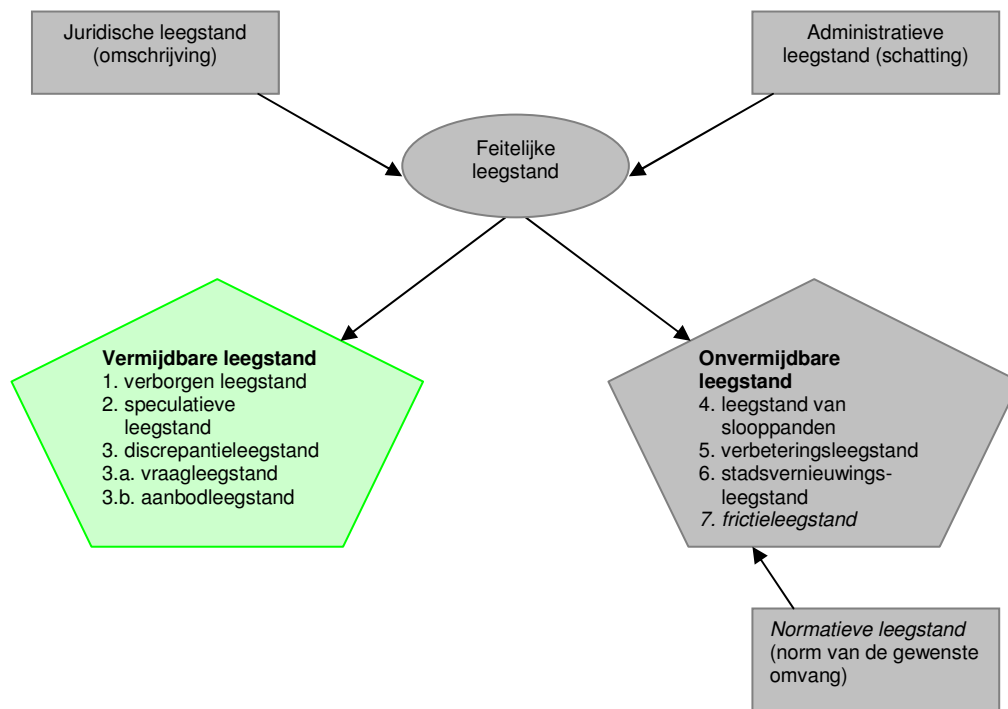 Juridische leegstand
(omschrijving)
Administratieve
leegstand (schatting)
Feitelijke
leegstand
Vermijdbare leegstand
1. verborgen leegstand
2. speculatieve
leegstand
3. discrepantieleegstand
3.a. vraagleegstand
3.b. aanbodleegstand
Onvermijdbare
leegstand
4. leegstand van
slooppanden
5. verbeteringsleegstand
6. stadsvernieuwings-
leegstand
7. frictieleegstand
Normatieve leegstand
(norm van de gewenste
omvang)